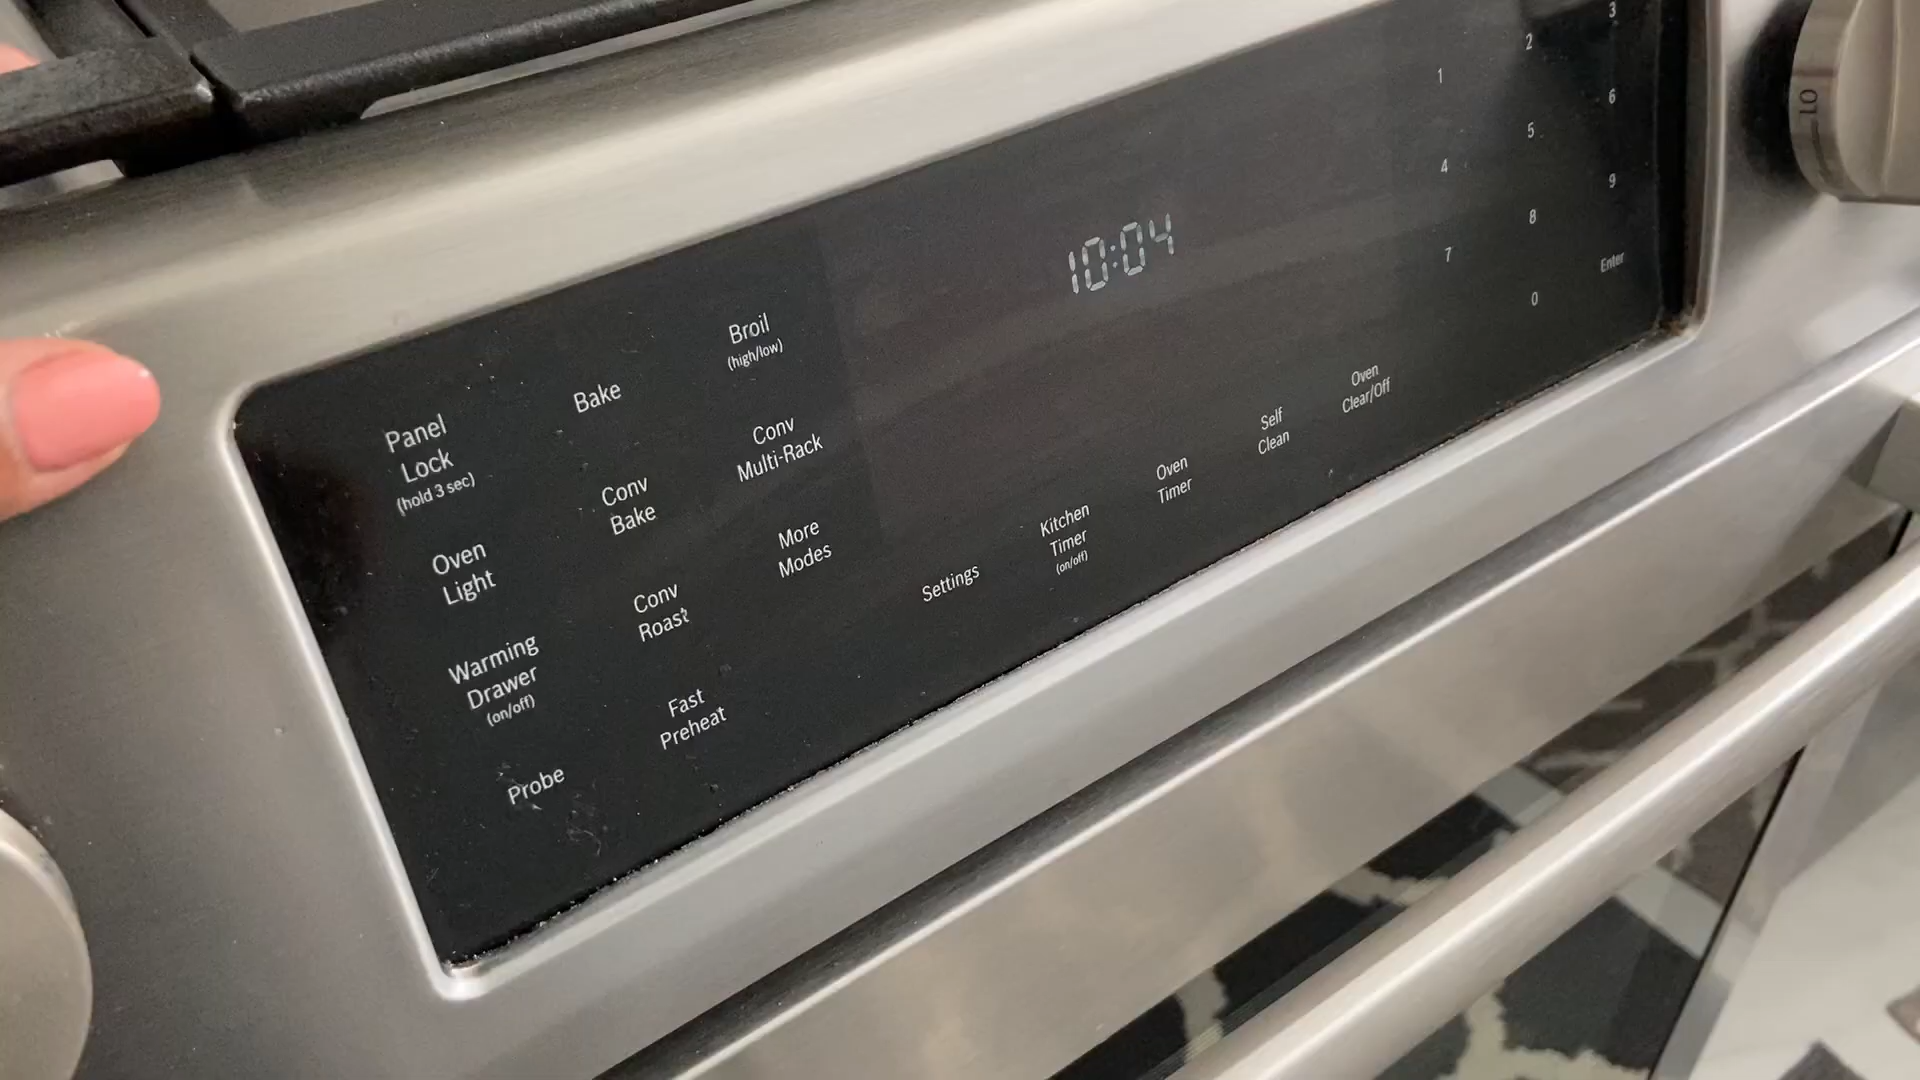 Panel
Lock
(hold 3 sec)
Oven
Light
Warming
Drawer
(on/off)
Probe
Bake
Conv
Bake
Conv
Roast
Fast
Preheat
Broil
(high/low)
Conv
Multi-Rack
More
Modes
10:04
Settings
Kitchen
Timer
(on/off)
Oven
Timer
Self
Clean
Oven
Clear/Off
1 2 3
4 5 6
7 8 9
0 Enter
LO